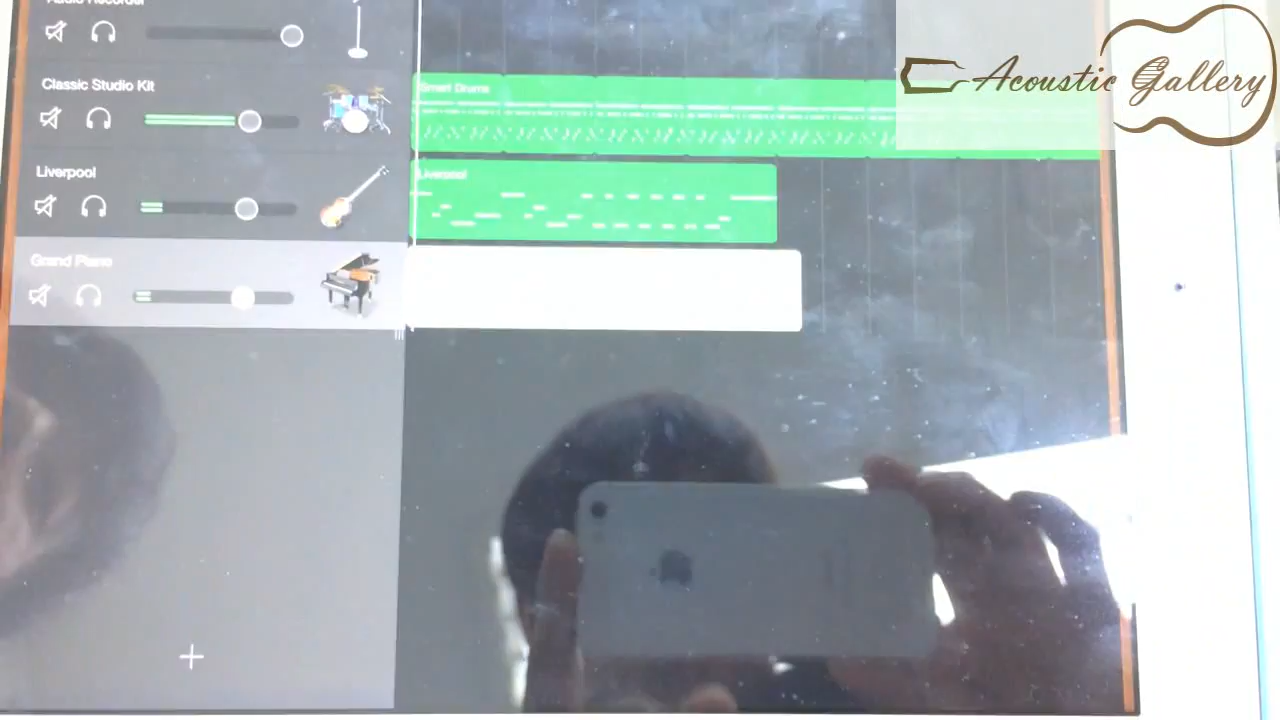 Audio Recorder
Acoustic Gallery
Classic Studio Kit
Smart Drums
Liverpool
Liverpool
Grand Piano